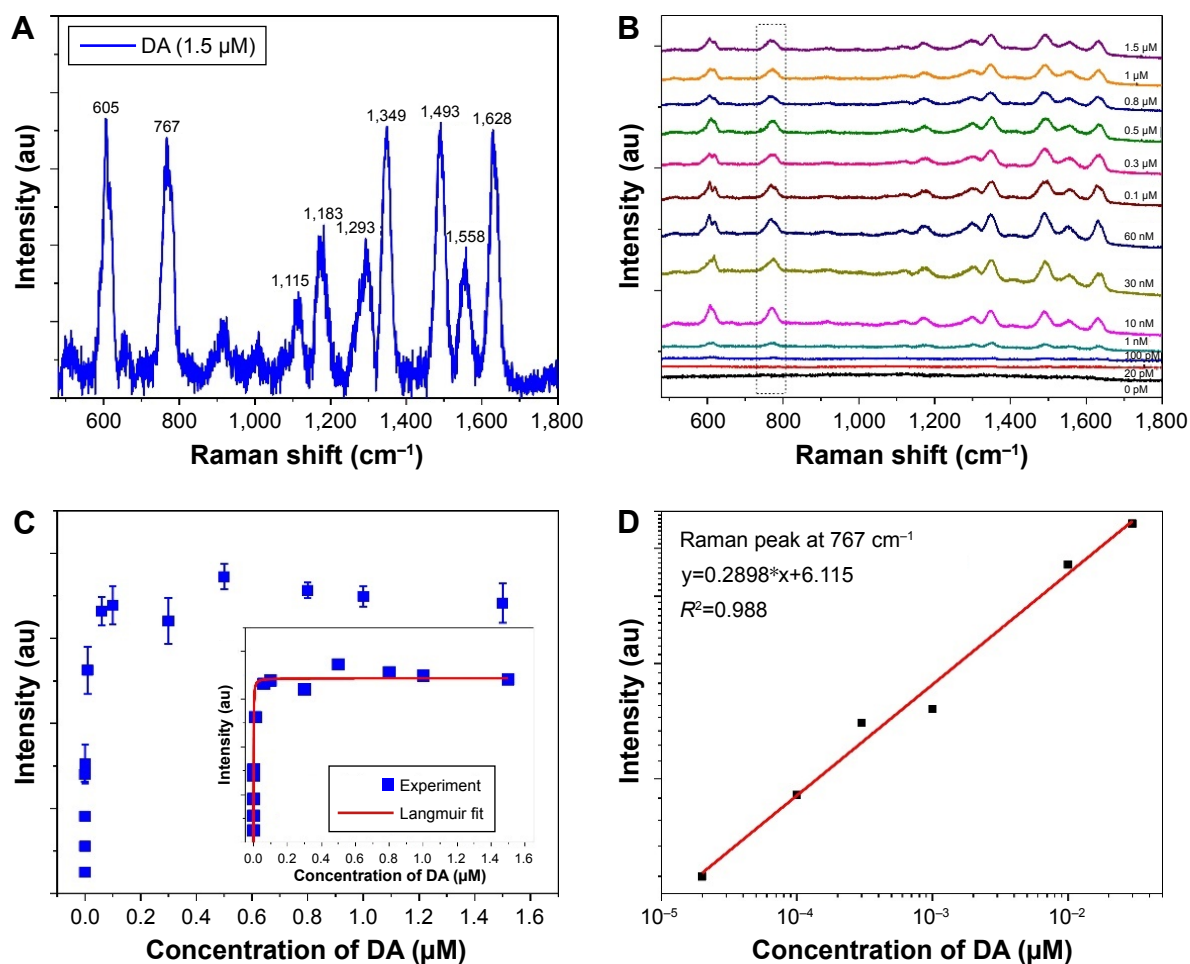 A
DA (1.5 µM)
605
767
1,115
1,183
1,293
1,349
1,493
1,558
1,628
Intensity (au)
600 800 1,000 1,200 1,400 1,600 1,800
Raman shift (cm⁻¹)
B
1.5 µM
1 µM
0.8 µM
0.5 µM
0.3 µM
0.1 µM
60 nM
30 nM
10 nM
1 nM
100 pM
20 pM
0 pM
Intensity (au)
600 800 1,000 1,200 1,400 1,600 1,800
Raman shift (cm⁻¹)
C
Intensity (au)
0.0 0.2 0.4 0.6 0.8 1.0 1.2 1.4 1.6
Concentration of DA (µM)
Intensity (au)
Experiment
Langmuir fit
0.0 0.2 0.4 0.6 0.8 1.0 1.2 1.4 1.6
Concentration of DA (µM)
D
Raman peak at 767 cm⁻¹
y=0.2898*x+6.115
R²=0.988
Intensity (au)
10⁻⁵ 10⁻⁴ 10⁻³ 10⁻²
Concentration of DA (µM)